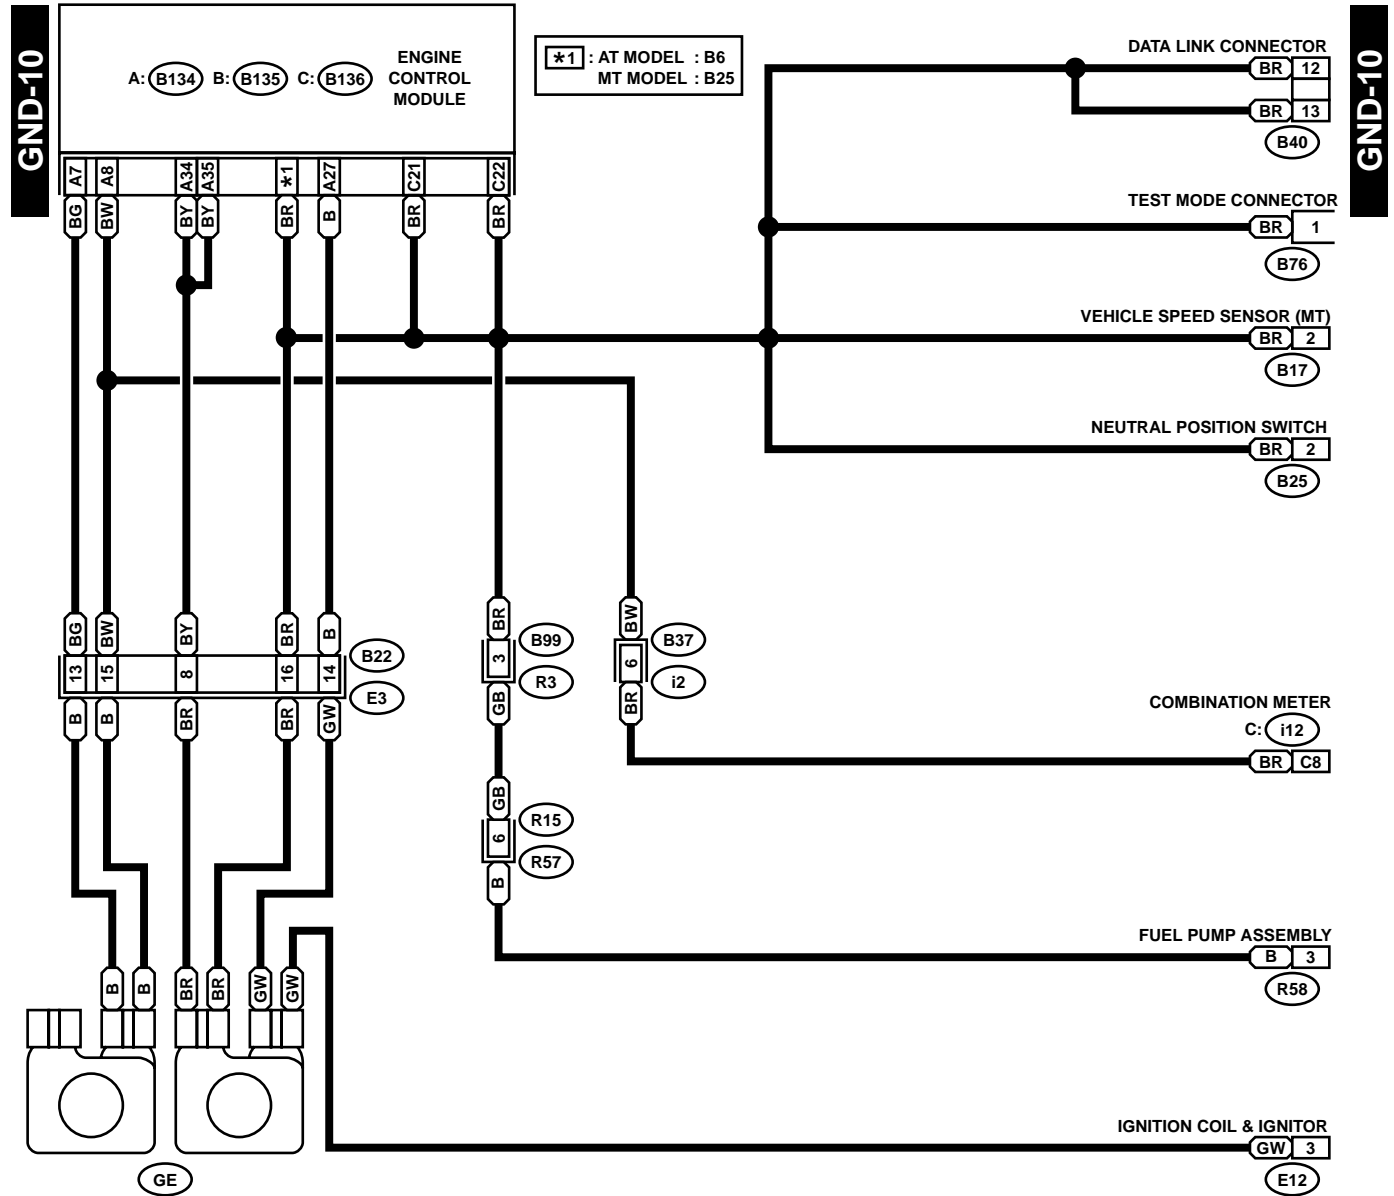 GND-10
GND-10
A: B134 B: B135 C: B136
ENGINE
CONTROL
MODULE
*1 : AT MODEL : B6
MT MODEL : B25
A7 A8 A34 A35 *1 A27 C21 C22
BG BW BY BY BR B BR BR
DATA LINK CONNECTOR
BR 12
BR 13
B40
TEST MODE CONNECTOR
BR 1
B76
VEHICLE SPEED SENSOR (MT)
BR 2
B17
NEUTRAL POSITION SWITCH
BR 2
B25
BG BW BY BR B
13 15 8 16 14
B22
E3
B B BR BR GW
BR
3
B99
R3
GB
BW
6
B37
i2
BR
COMBINATION METER
C: i12
BR C8
GB
6
R15
R57
B
FUEL PUMP ASSEMBLY
B 3
R58
B B BR BR GW GW
GE
IGNITION COIL & IGNITOR
GW 3
E12